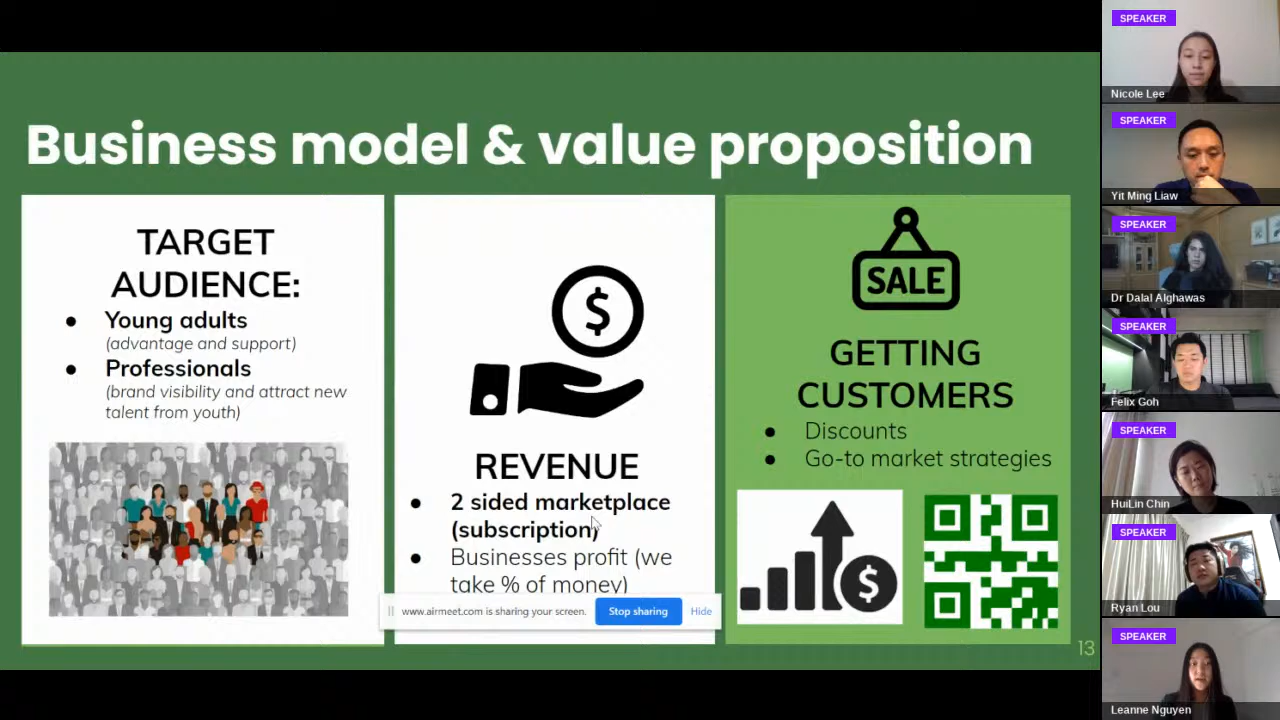 Business model & value proposition
TARGET
AUDIENCE:
● Young adults
(advantage and support)
● Professionals
(brand visibility and attract new
talent from youth)
$
REVENUE
● 2 sided marketplace
(subscription)
● Businesses profit (we
take % of money)
SALE
GETTING
CUSTOMERS
● Discounts
● Go-to market strategies
$
www.airmeet.com is sharing your screen.
Stop sharing
Hide
13
SPEAKER
Nicole Lee
SPEAKER
Yit Ming Liaw
SPEAKER
Dr Dalal Alghawas
SPEAKER
Felix Goh
SPEAKER
HuiLin Chin
SPEAKER
Ryan Lou
SPEAKER
Leanne Nguyen